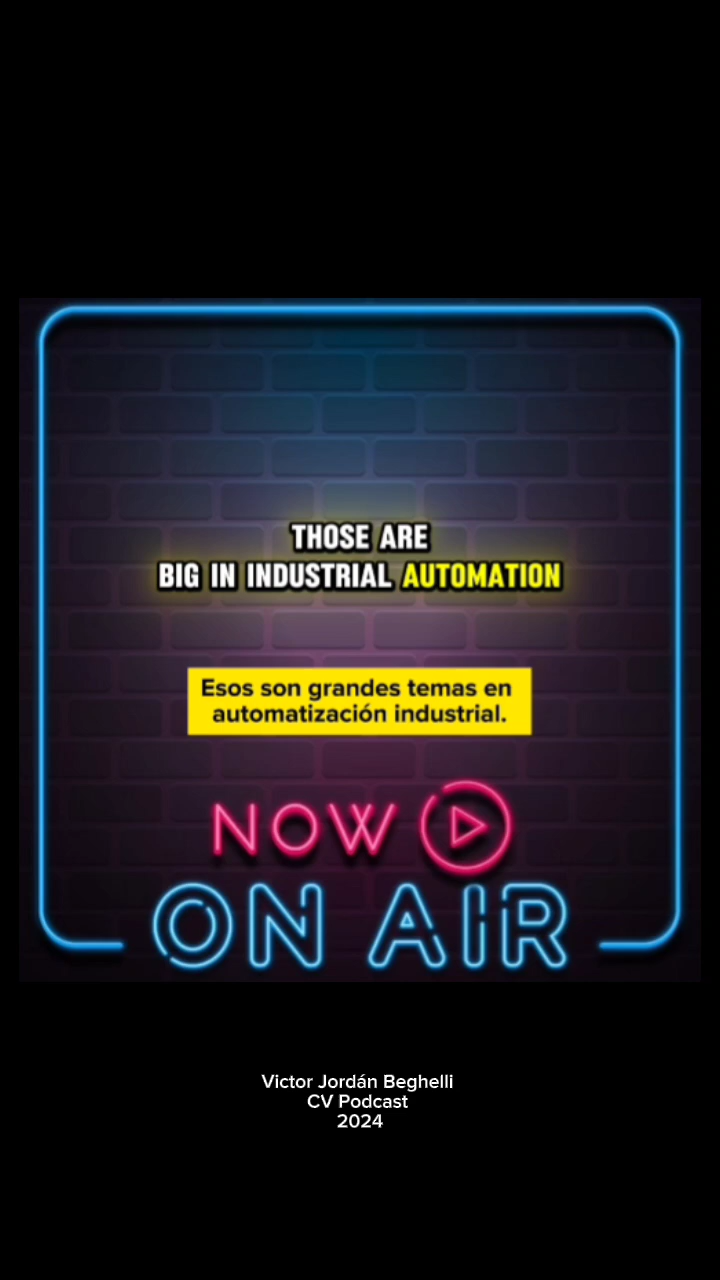 THOSE ARE
BIG IN INDUSTRIAL AUTOMATION
Esos son grandes temas en
automatización industrial.
NOW
ON AIR
Victor Jordán Beghelli
CV Podcast
2024